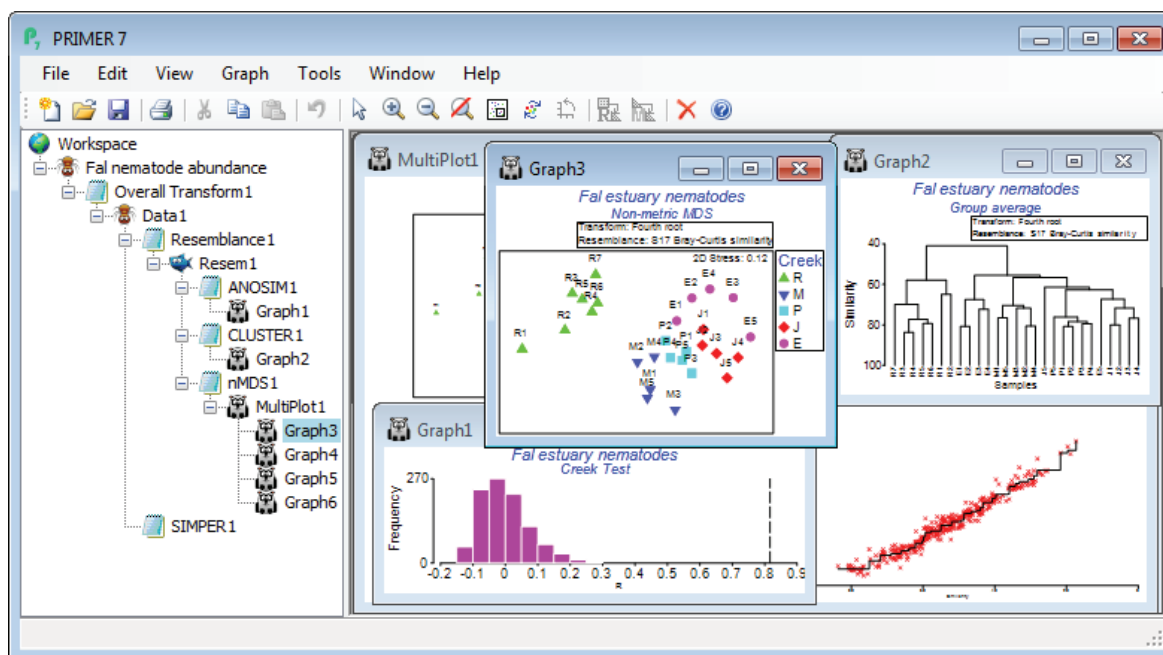 PRIMER 7
File Edit View Graph Tools Window Help
Workspace
Fal nematode abundance
Overall Transform1
Data1
Resemblance1
Resem1
ANOSIM1
Graph1
CLUSTER1
Graph2
nMDS1
MultiPlot1
Graph3
Graph4
Graph5
Graph6
SIMPER1
MultiPlot1
Graph3
Fal estuary nematodes
Non-metric MDS
Transform: Fourth root
Resemblance: S17 Bray-Curtis similarity
2D Stress: 0.12
Creek
R
M
P
J
E
R7
R3
R5 R6
R4
R2
R1
E4
E2 E3
E1
E5
J1
J2
J3 J4
J5
P2
P1
P4
P5
P3
M2 M4
M1
M5
M3
Graph2
Fal estuary nematodes
Group average
Transform: Fourth root
Resemblance: S17 Bray-Curtis similarity
Similarity
40
60
80
100
Samples
Graph1
Fal estuary nematodes
Creek Test
Frequency
270
0
-0.2 -0.1 0 0.1 0.2 0.3 0.4 0.5 0.6 0.7 0.8 0.9
R